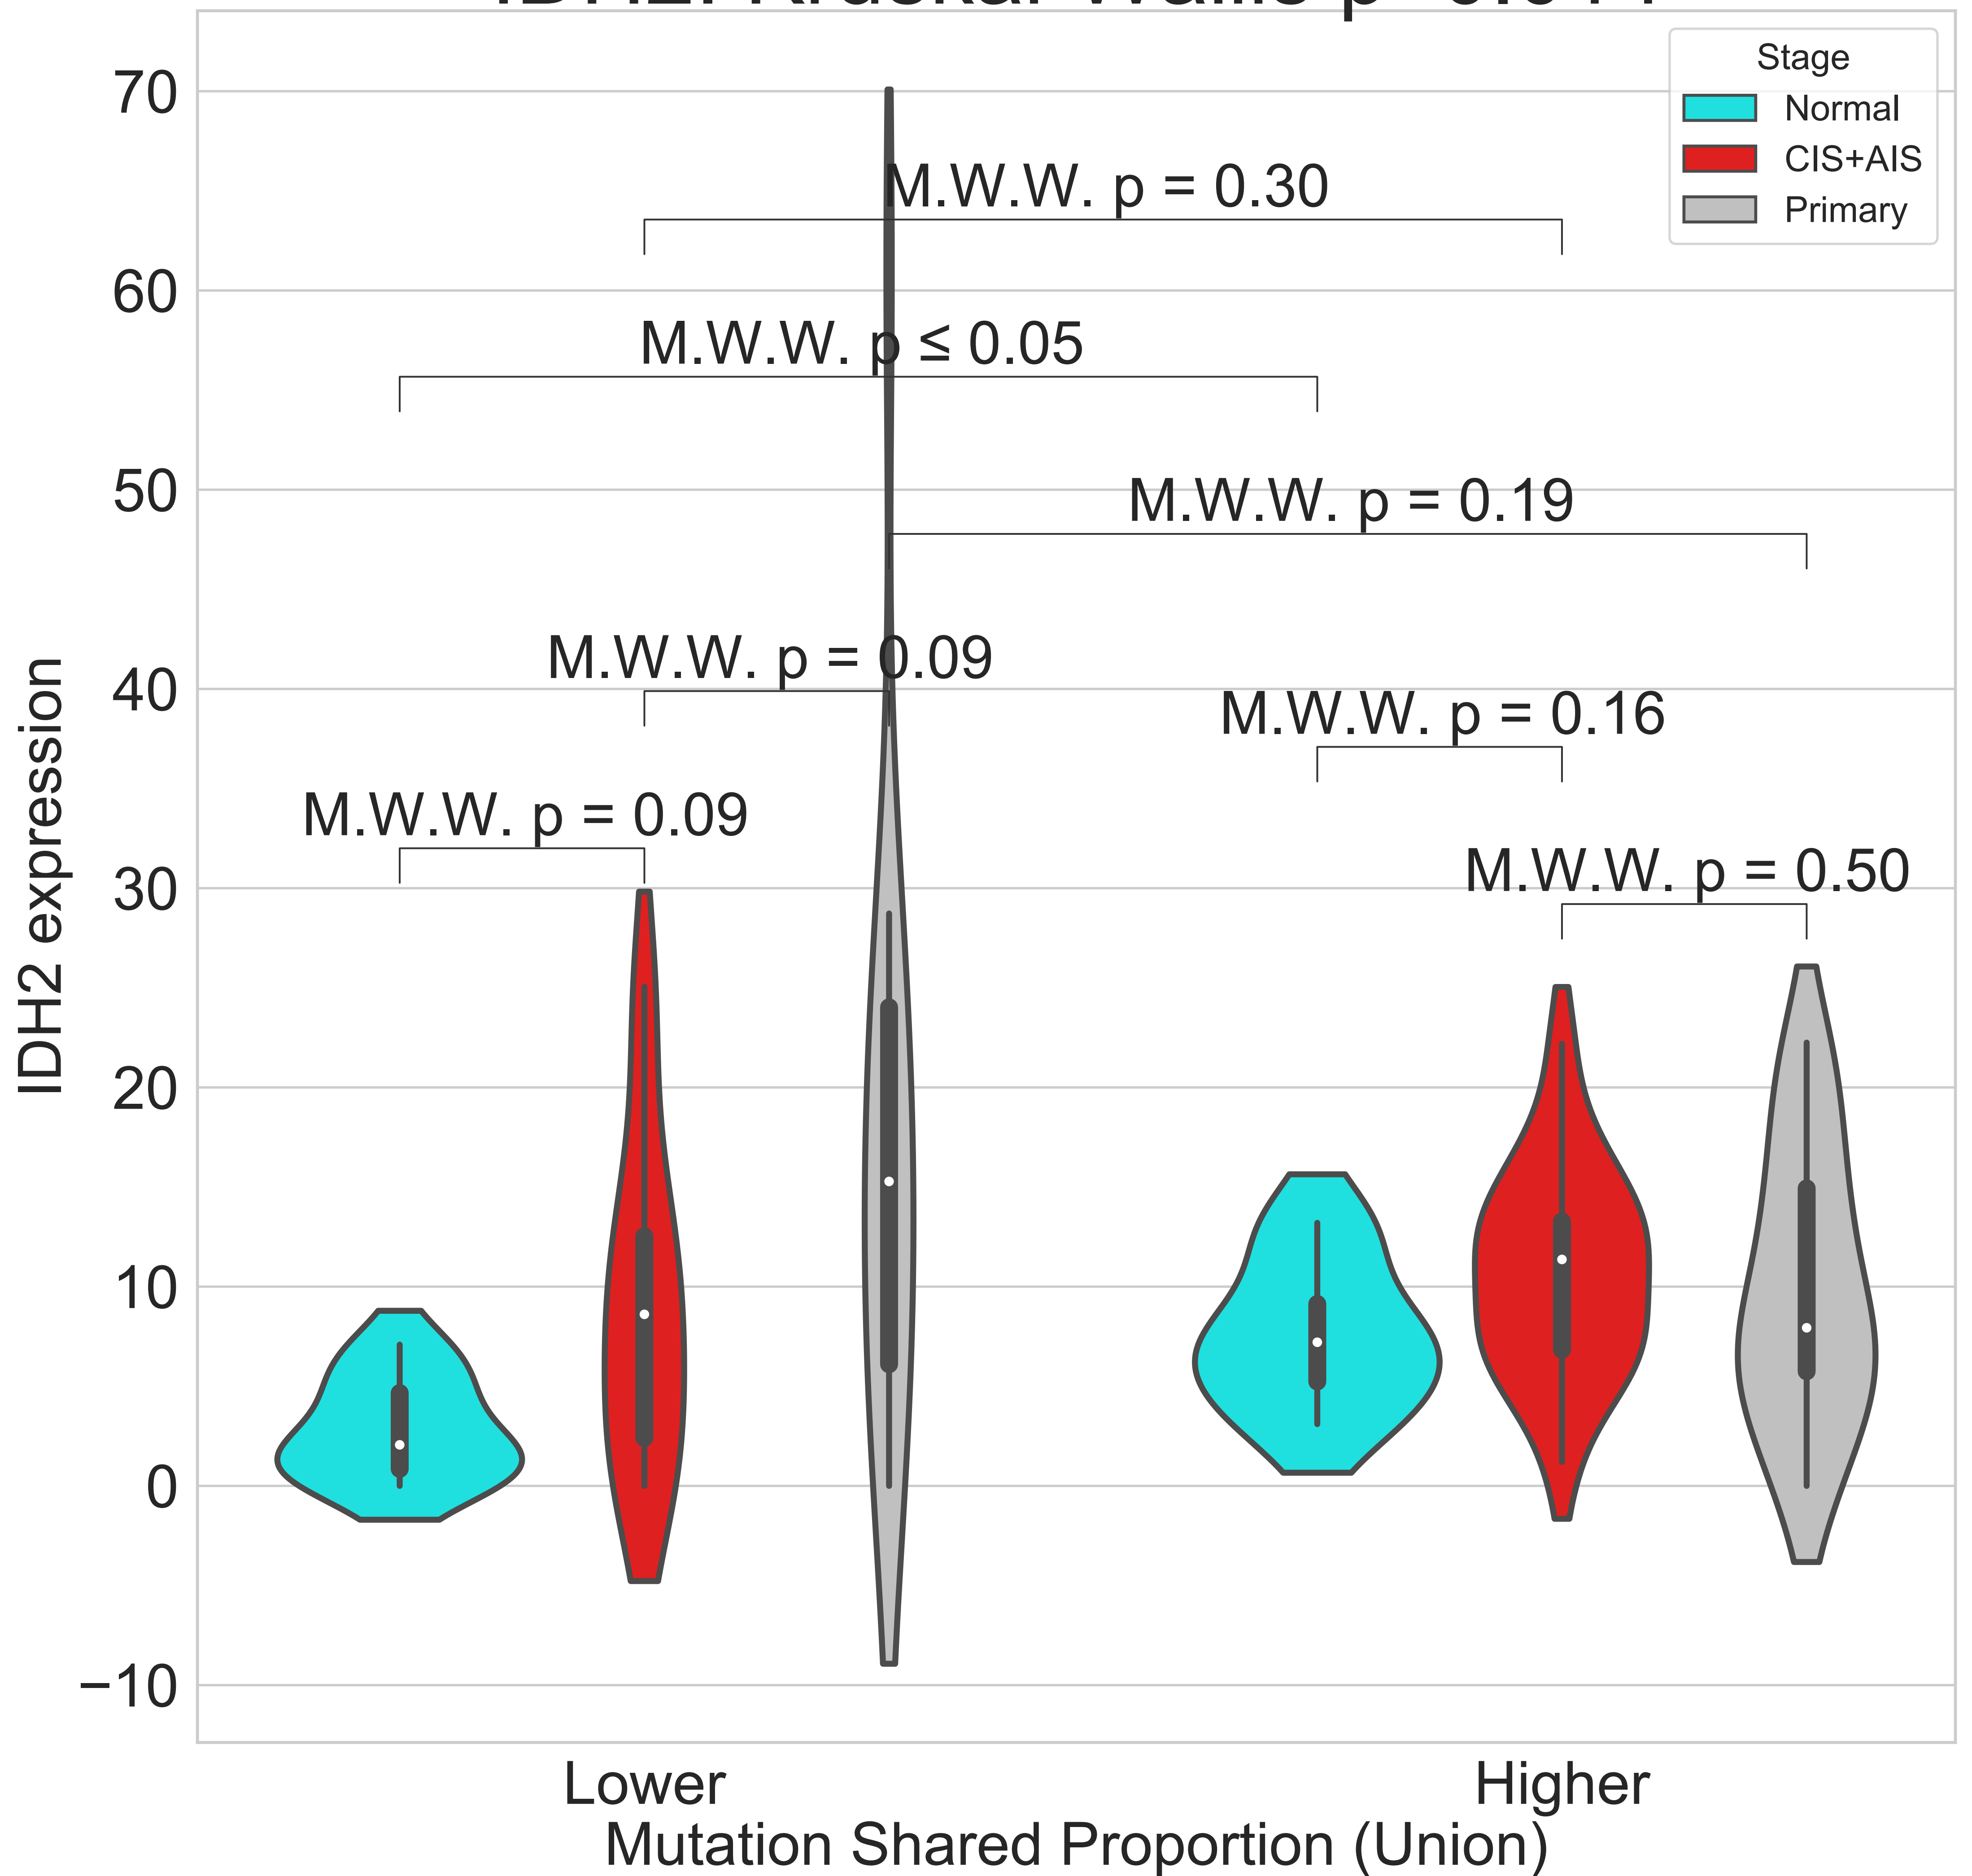 Stage
Normal
CIS+AIS
Primary
70
60
50
40
30
20
10
0
−10
IDH2 expression
M.W.W. p = 0.30
M.W.W. p ≤ 0.05
M.W.W. p = 0.19
M.W.W. p = 0.09
M.W.W. p = 0.16
M.W.W. p = 0.09
M.W.W. p = 0.50
Lower
Higher
Mutation Shared Proportion (Union)